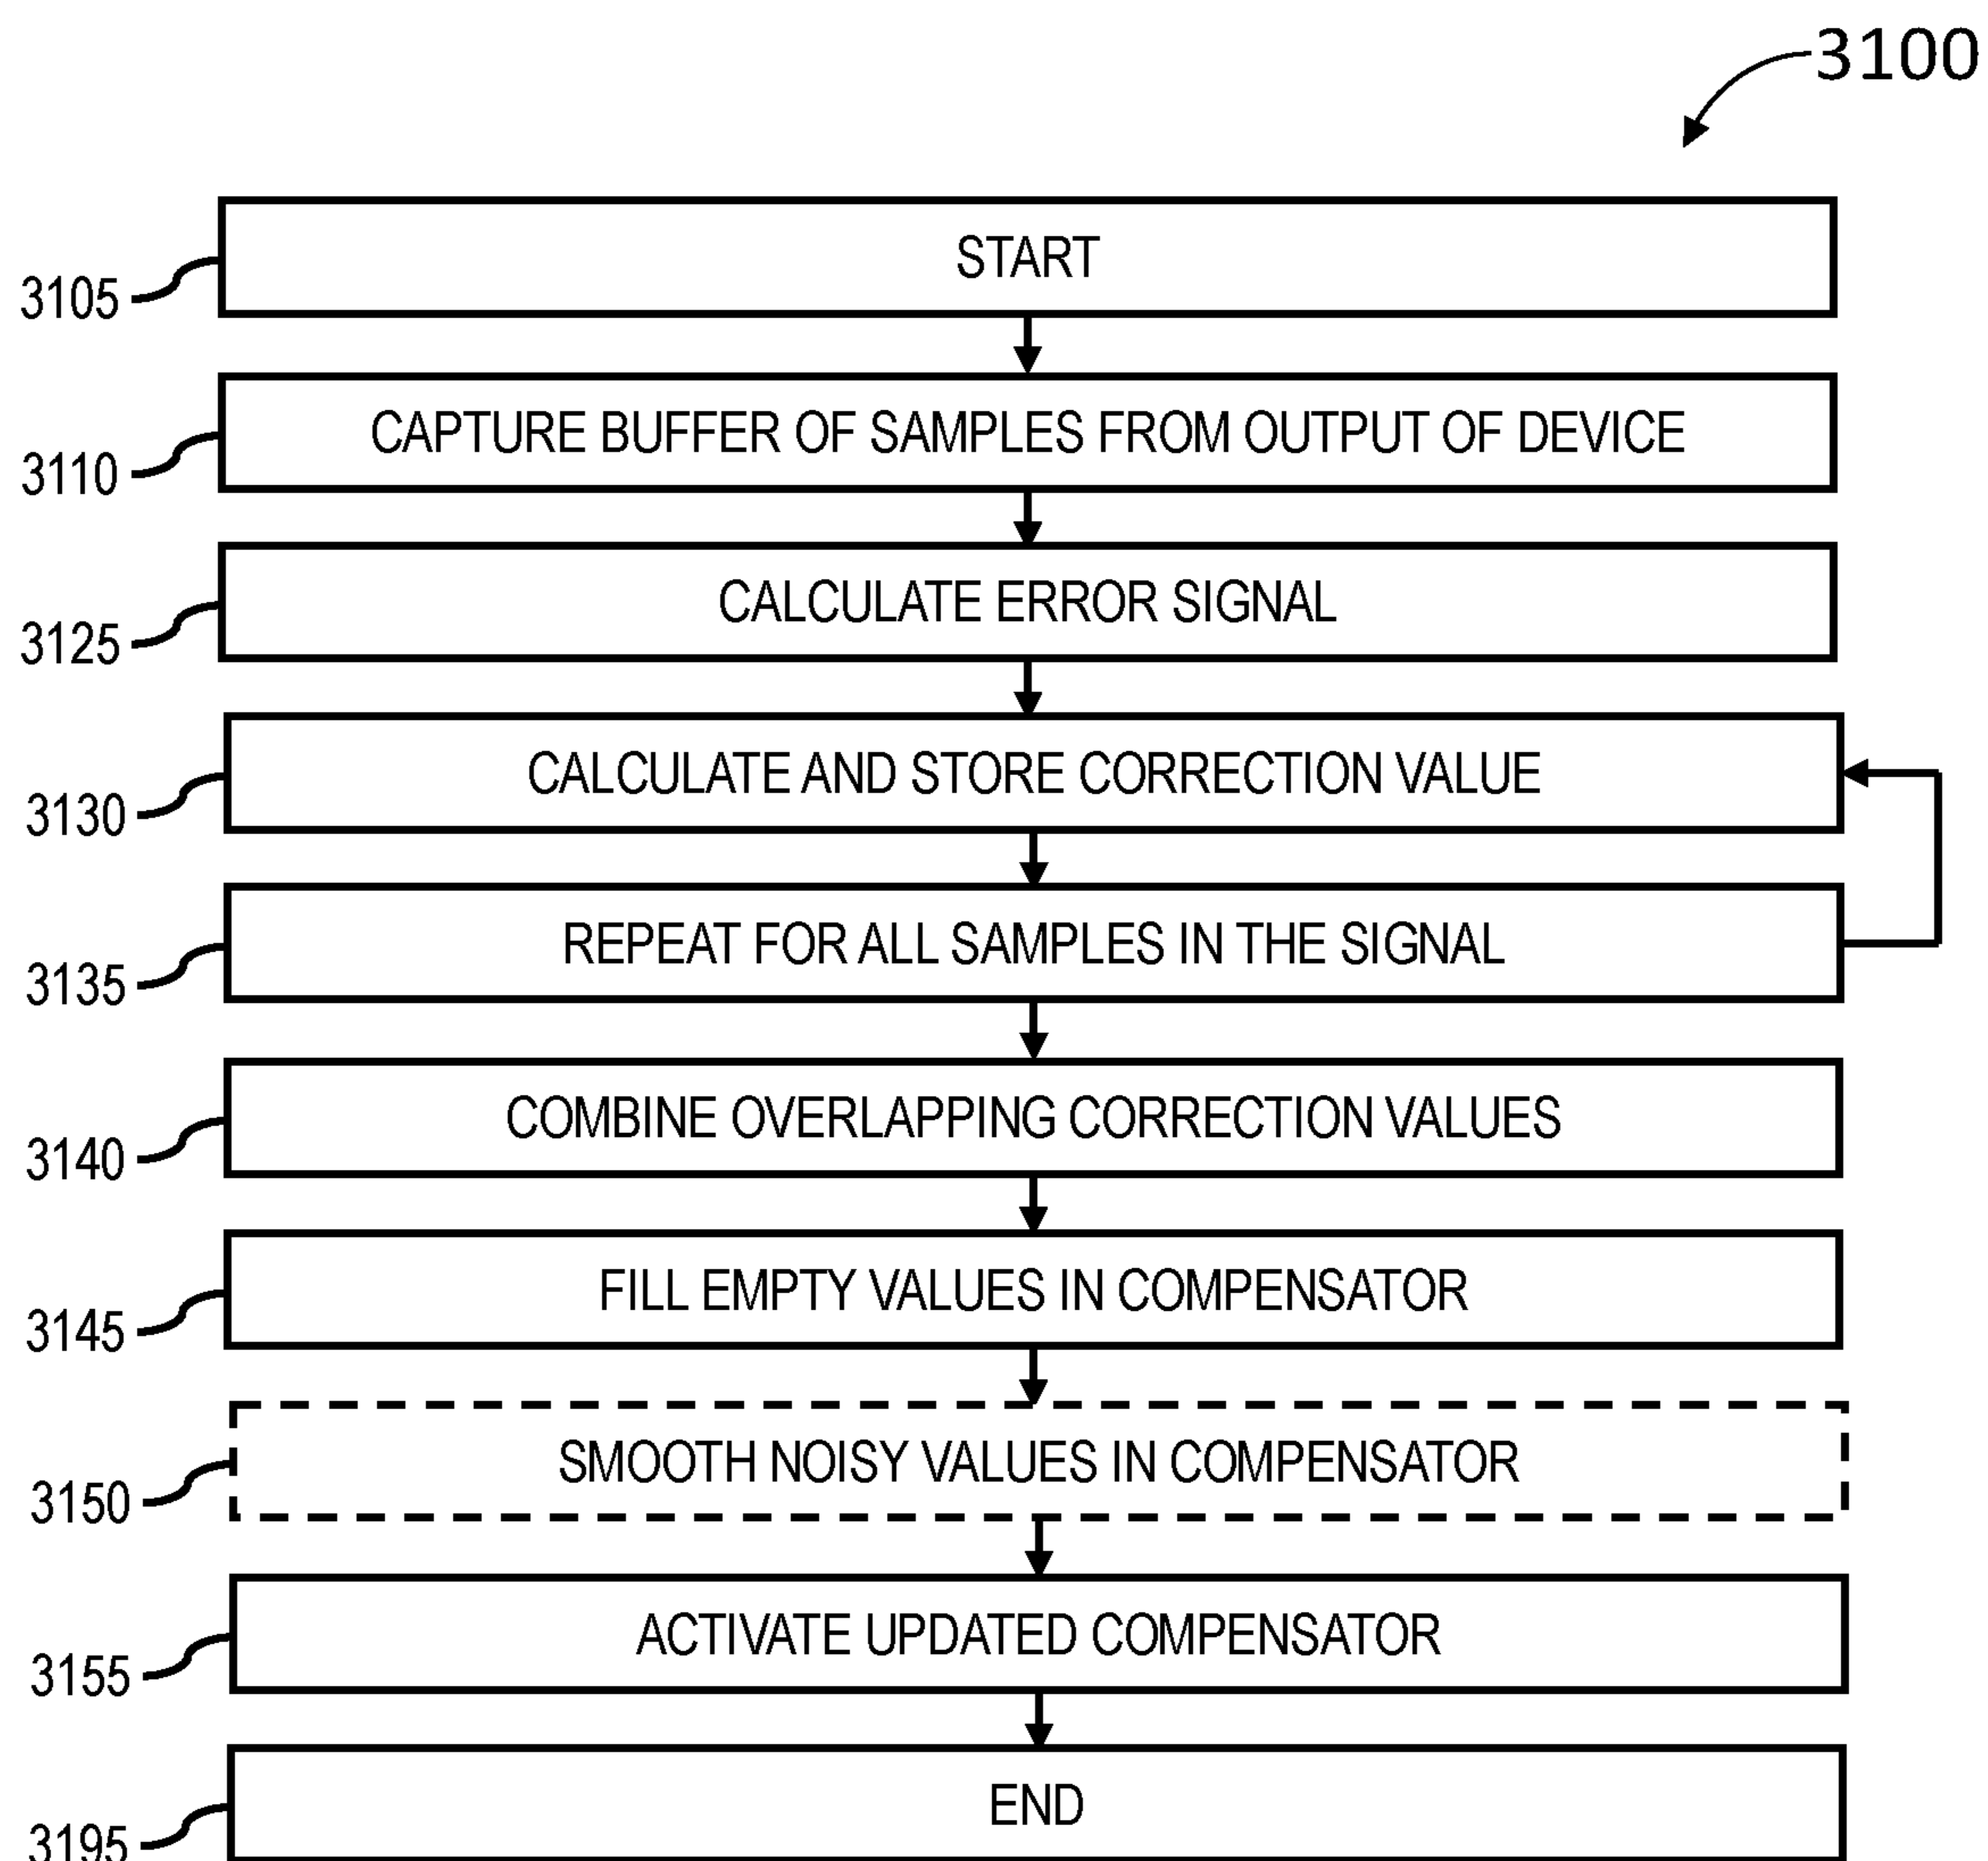 3100
START
3105
CAPTURE BUFFER OF SAMPLES FROM OUTPUT OF DEVICE
3110
CALCULATE ERROR SIGNAL
3125
CALCULATE AND STORE CORRECTION VALUE
3130
REPEAT FOR ALL SAMPLES IN THE SIGNAL
3135
COMBINE OVERLAPPING CORRECTION VALUES
3140
FILL EMPTY VALUES IN COMPENSATOR
3145
SMOOTH NOISY VALUES IN COMPENSATOR
3150
ACTIVATE UPDATED COMPENSATOR
3155
END
3195